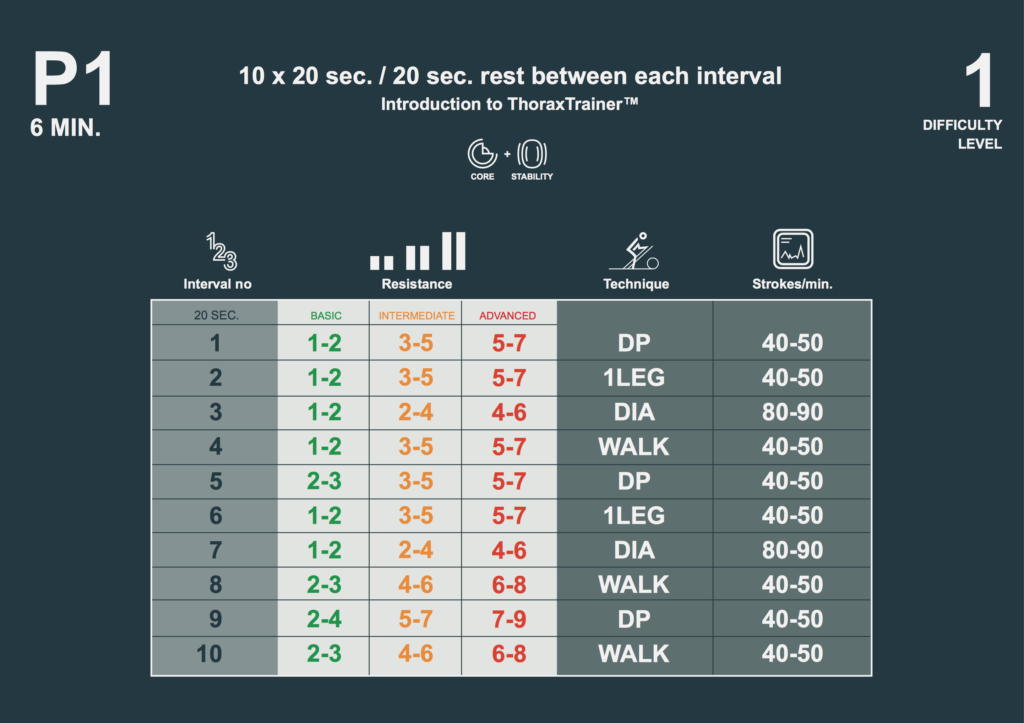 P1
6 MIN.
10 x 20 sec. / 20 sec. rest between each interval
Introduction to ThoraxTrainer™
CORE + STABILITY
1
DIFFICULTY
LEVEL
123
Interval no Resistance Technique Strokes/min.
20 SEC. BASIC INTERMEDIATE ADVANCED
1 1-2 3-5 5-7 DP 40-50
2 1-2 3-5 5-7 1LEG 40-50
3 1-2 2-4 4-6 DIA 80-90
4 1-2 3-5 5-7 WALK 40-50
5 2-3 3-5 5-7 DP 40-50
6 1-2 3-5 5-7 1LEG 40-50
7 1-2 2-4 4-6 DIA 80-90
8 2-3 4-6 6-8 WALK 40-50
9 2-4 5-7 7-9 DP 40-50
10 2-3 4-6 6-8 WALK 40-50